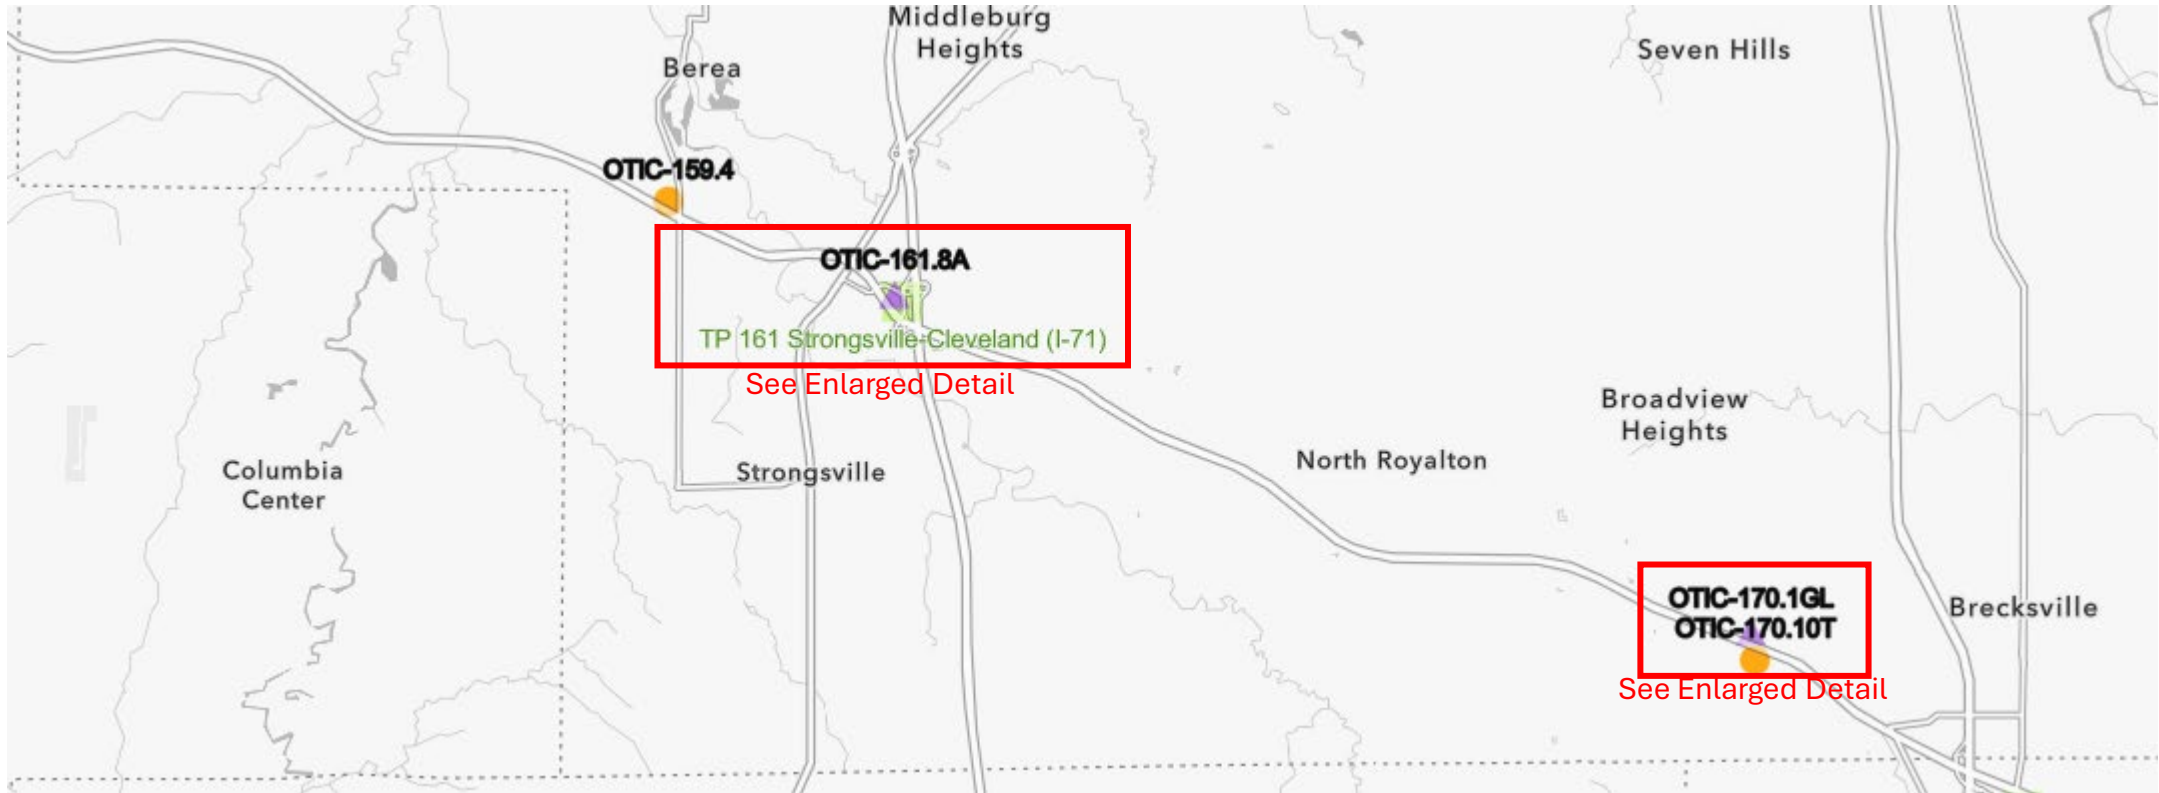 Middleburg
Heights
Seven Hills
Berea
OTIC-159.4
OTIC-161.8A
TP 161 Strongsville-Cleveland (I-71)
See Enlarged Detail
Broadview
Heights
North Royalton
Columbia
Center
Strongsville
OTIC-170.1GL
OTIC-170.10T
Brecksville
See Enlarged Detail